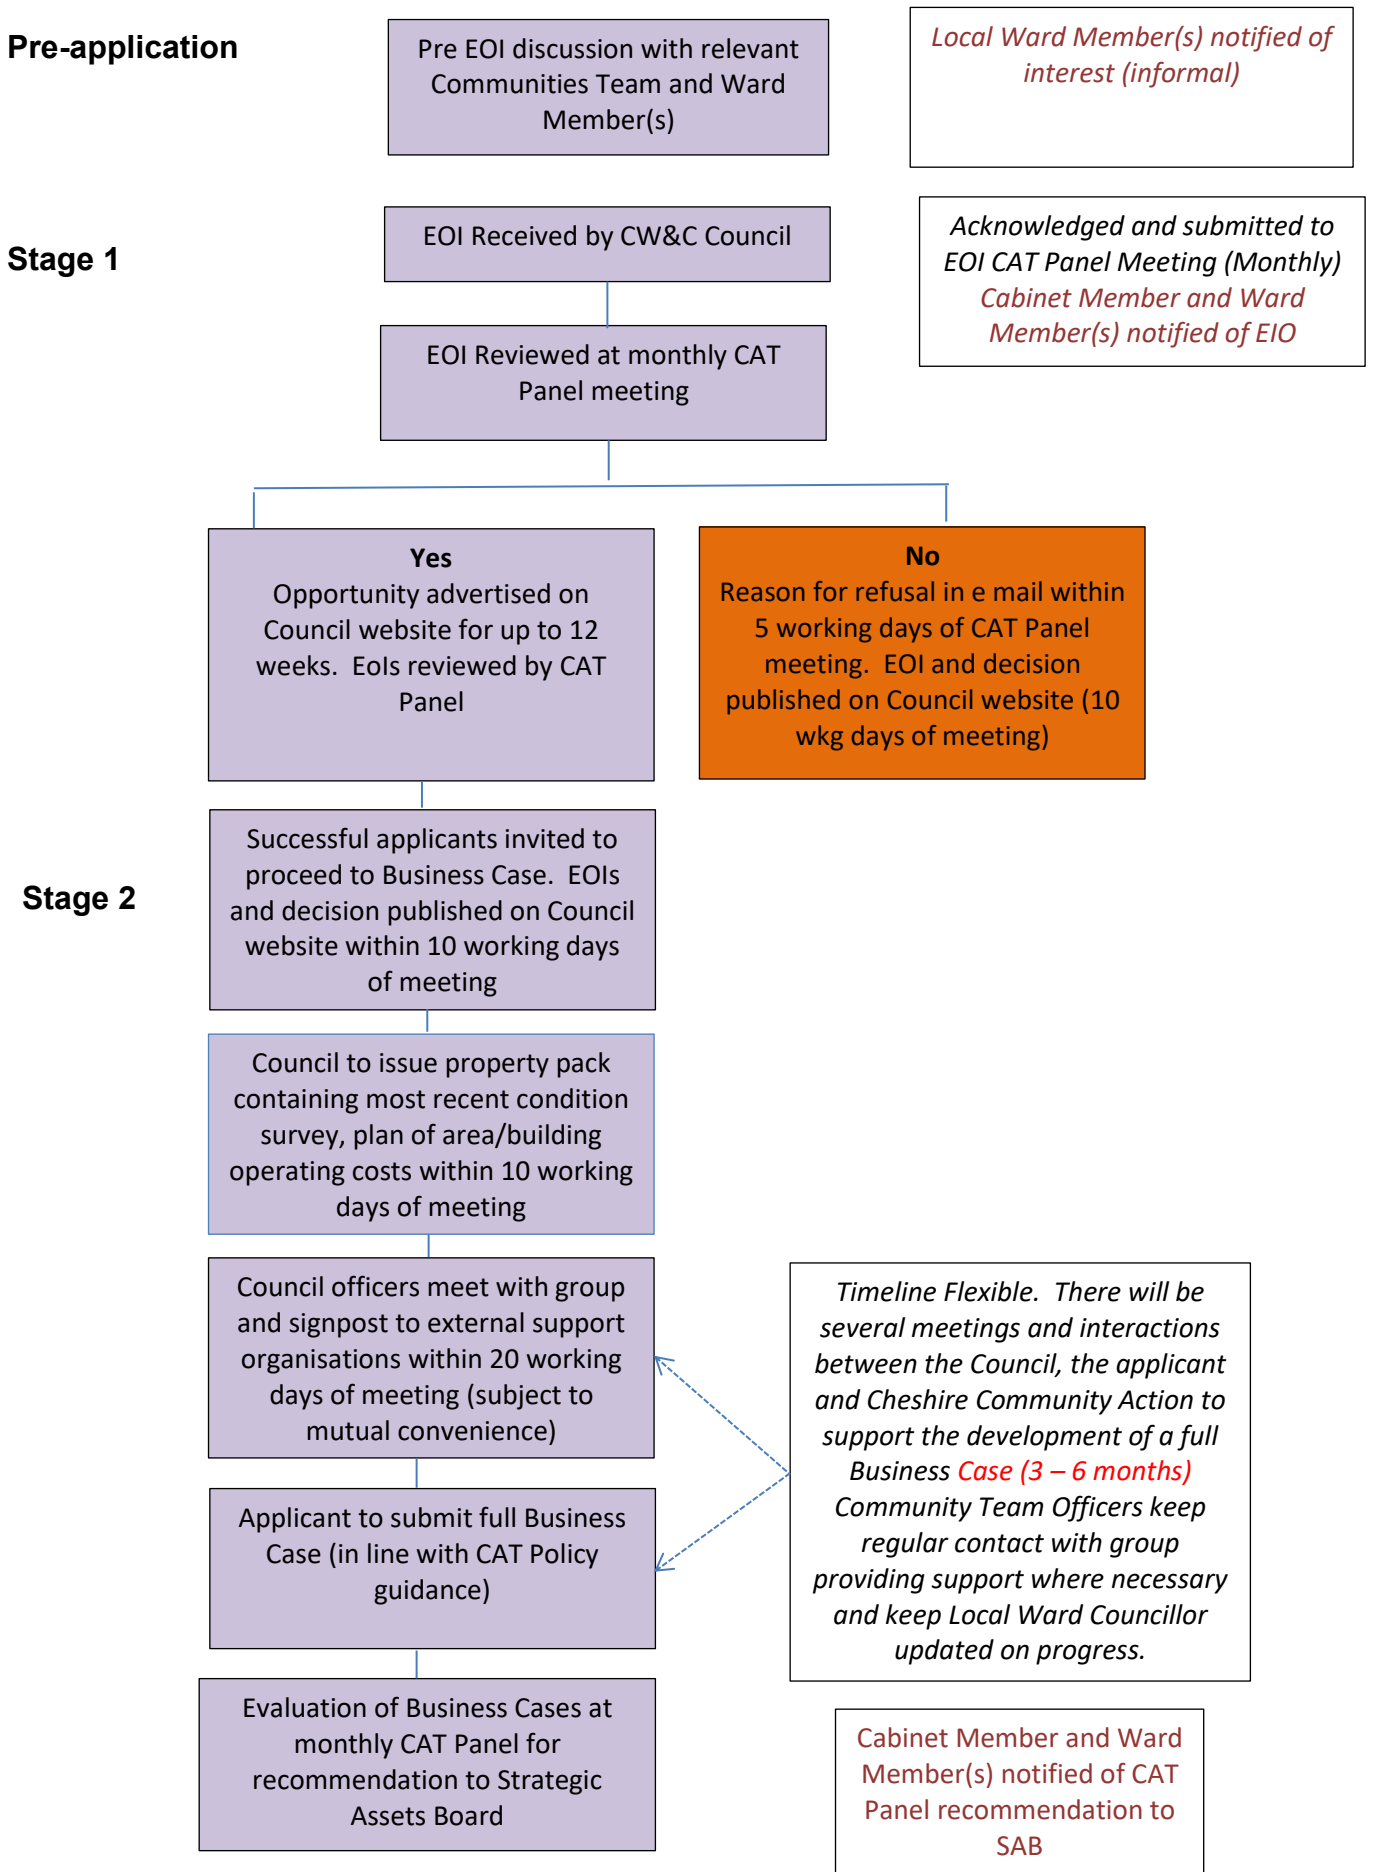 Pre-application
Pre EOI discussion with relevant
Communities Team and Ward
Member(s)
Local Ward Member(s) notified of
interest (informal)
Stage 1
EOI Received by CW&C Council
Acknowledged and submitted to
EOI CAT Panel Meeting (Monthly)
Cabinet Member and Ward
Member(s) notified of EIO
EOI Reviewed at monthly CAT
Panel meeting
Yes
Opportunity advertised on
Council website for up to 12
weeks.  EoIs reviewed by CAT
Panel
No
Reason for refusal in e mail within
5 working days of CAT Panel
meeting.  EOI and decision
published on Council website (10
wkg days of meeting)
Stage 2
Successful applicants invited to
proceed to Business Case.  EOIs
and decision published on Council
website within 10 working days
of meeting
Council to issue property pack
containing most recent condition
survey, plan of area/building
operating costs within 10 working
days of meeting
Council officers meet with group
and signpost to external support
organisations within 20 working
days of meeting (subject to
mutual convenience)
Timeline Flexible.  There will be
several meetings and interactions
between the Council, the applicant
and Cheshire Community Action to
support the development of a full
Business Case (3 – 6 months)
Community Team Officers keep
regular contact with group
providing support where necessary
and keep Local Ward Councillor
updated on progress.
Applicant to submit full Business
Case (in line with CAT Policy
guidance)
Evaluation of Business Cases at
monthly CAT Panel for
recommendation to Strategic
Assets Board
Cabinet Member and Ward
Member(s) notified of CAT
Panel recommendation to
SAB